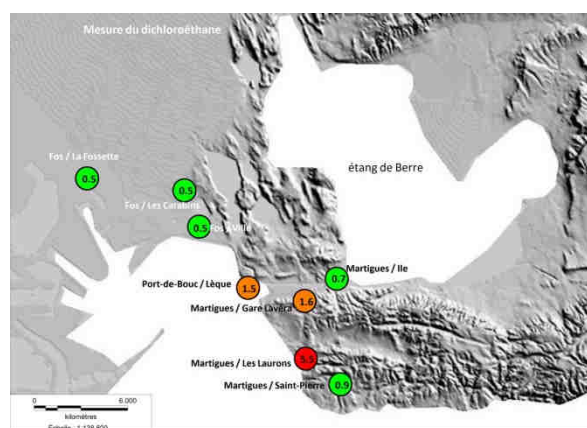 Mesure du dichloroéthane
Fos / La Fossette
0.5
0.5
Fos / Les Carabins
0.5
Fos / Ville
étang de Berre
Martigues / Ile
0.7
Port-de-Bouc / Lèque
1.5
Martigues / Gare Lavéra
1.6
Martigues / Les Laurons
Martigues / Saint-Pierre
0.9
0 6.000
kilomètres